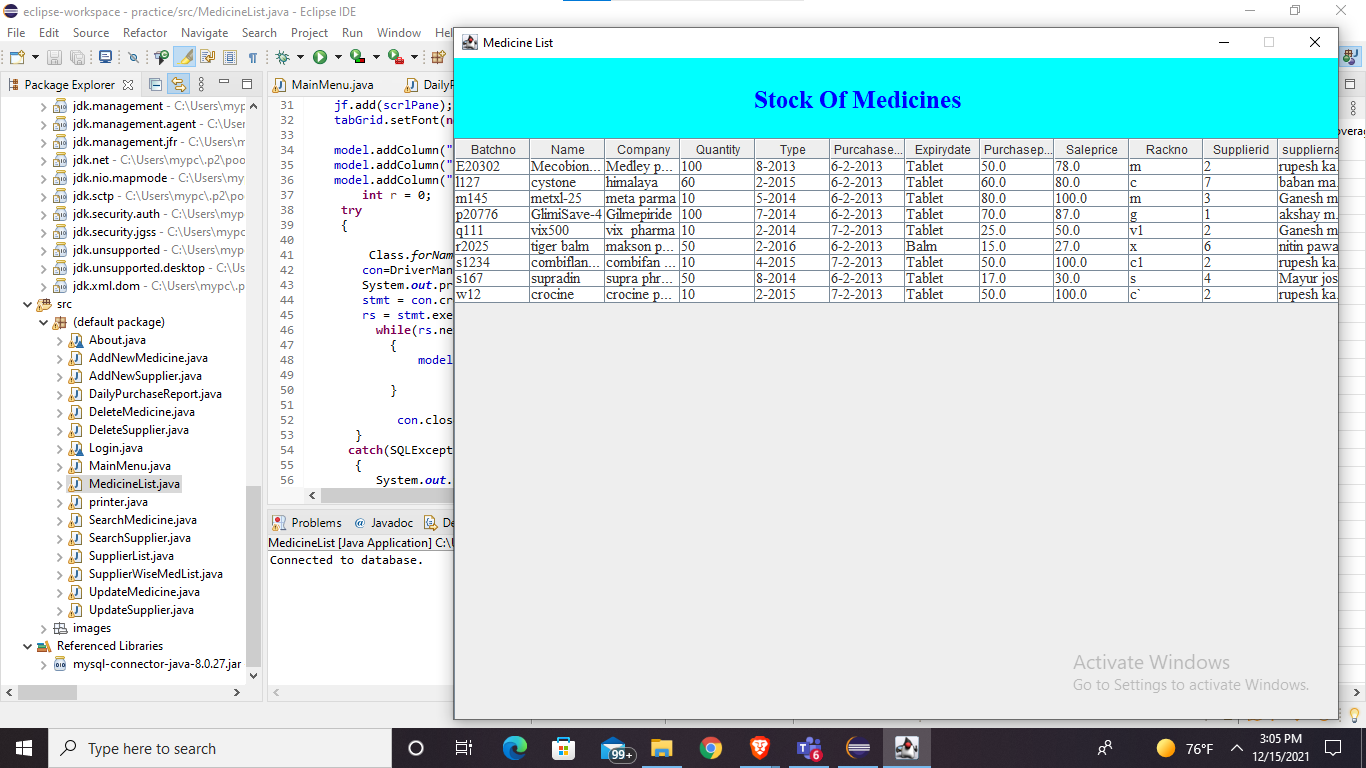 eclipse-workspace - practice/src/MedicineList.java - Eclipse IDE
File Edit Source Refactor Navigate Search Project Run Window Hel
Package Explorer
jdk.management - C:\Users\mypc
jdk.management.agent - C:\User
jdk.management.jfr - C:\Users\m
jdk.net - C:\Users\mypc\.p2\poo
jdk.nio.mapmode - C:\Users\myp
jdk.sctp - C:\Users\mypc\.p2\po
jdk.security.auth - C:\Users\myp
jdk.security.jgss - C:\Users\mypc
jdk.unsupported - C:\Users\mypc
jdk.unsupported.desktop - C:\Use
jdk.xml.dom - C:\Users\mypc\.p
src
(default package)
About.java
AddNewMedicine.java
AddNewSupplier.java
DailyPurchaseReport.java
DeleteMedicine.java
DeleteSupplier.java
Login.java
MainMenu.java
MedicineList.java
printer.java
SearchMedicine.java
SearchSupplier.java
SupplierList.java
SupplierWiseMedList.java
UpdateMedicine.java
UpdateSupplier.java
images
Referenced Libraries
mysql-connector-java-8.0.27.jar
MainMenu.java DailyP
31 jf.add(scrlPane);
32 tabGrid.setFont(n
33
34 model.addColumn("
35 model.addColumn("
36 model.addColumn("
37 int r = 0;
38 try
39 {
40
41 Class.forNam
42 con=DriverMan
43 System.out.pr
44 stmt = con.cr
45 rs = stmt.exe
46 while(rs.ne
47 {
48 model
49
50 }
51
52 con.clos
53 }
54 catch(SQLExcept
55 {
56 System.out.
Problems @ Javadoc De
MedicineList [Java Application] C:\U
Connected to database.
Medicine List
Stock Of Medicines
Batchno Name Company Quantity Type Purcahase... Expirydate Purchasep... Saleprice Rackno Supplierid supplierna
E20302 Mecobion... Medley p... 100 8-2013 6-2-2013 Tablet 50.0 78.0 m 2 rupesh ka
l127 cystone himalaya 60 2-2015 6-2-2013 Tablet 60.0 80.0 c 7 baban ma
m145 metxl-25 meta parma 10 5-2014 6-2-2013 Tablet 80.0 100.0 m 3 Ganesh m
p20776 GlimiSave-4 Gilmepiride 100 7-2014 6-2-2013 Tablet 70.0 87.0 g 1 akshay m
q111 vix500 vix pharma 10 2-2014 7-2-2013 Tablet 25.0 50.0 v1 2 Ganesh m
r2025 tiger balm makson p... 50 2-2016 6-2-2013 Balm 15.0 27.0 x 6 nitin pawa
s1234 combiflan... combifan ... 10 4-2015 7-2-2013 Tablet 50.0 100.0 c1 2 rupesh ka
s167 supradin supra phr... 50 8-2014 6-2-2013 Tablet 17.0 30.0 s 4 Mayur jos
w12 crocine crocine p... 10 2-2015 7-2-2013 Tablet 50.0 100.0 c` 2 rupesh ka
overag
Activate Windows
Go to Settings to activate Windows.
Type here to search
99+
6
76°F
3:05 PM
12/15/2021